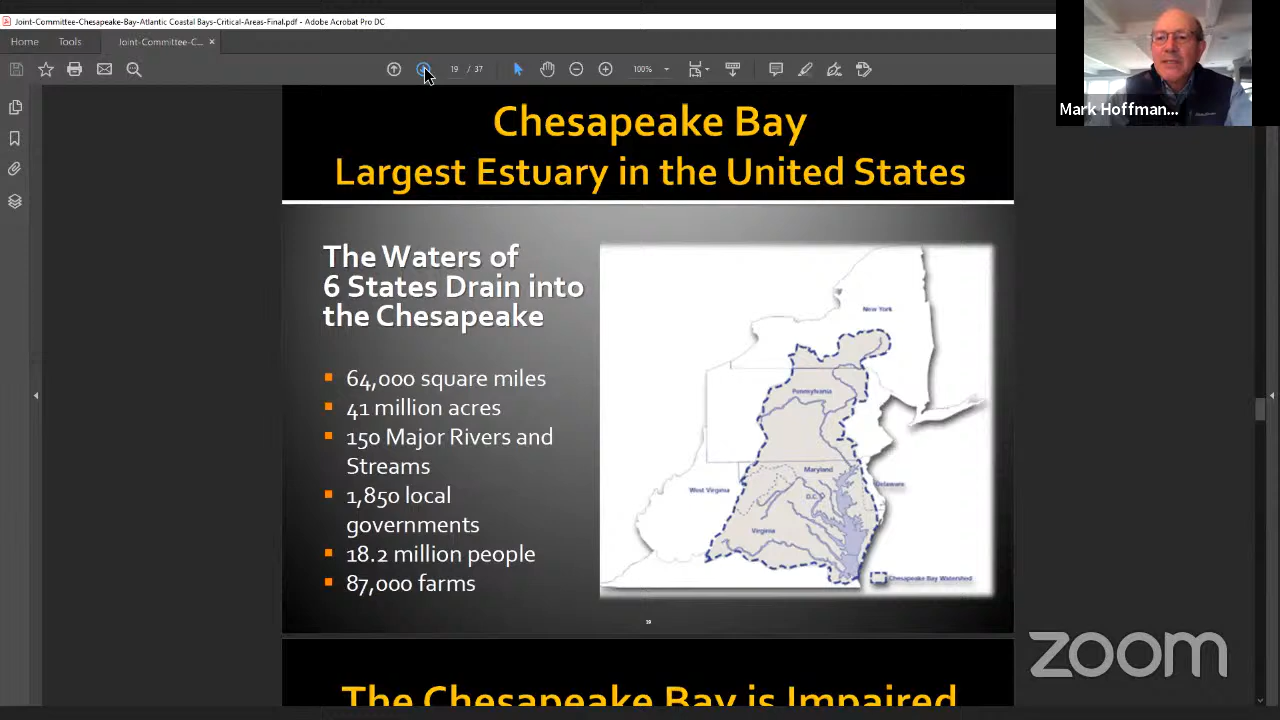 Joint-Committee-Chesapeake-Bay-Atlantic Coastal Bays-Critical-Areas-Final.pdf - Adobe Acrobat Pro DC
Home
Tools
Joint-Committee-C...
19 / 37
100%
Mark Hoffman...
Chesapeake Bay
Largest Estuary in the United States
The Waters of
6 States Drain into
the Chesapeake
64,000 square miles
41 million acres
150 Major Rivers and
Streams
1,850 local
governments
18.2 million people
87,000 farms
New York
Pennsylvania
Maryland
Delaware
West Virginia
D.C.
Virginia
Chesapeake Bay Watershed
19
zoom
The Chesapeake Bay is Impaired